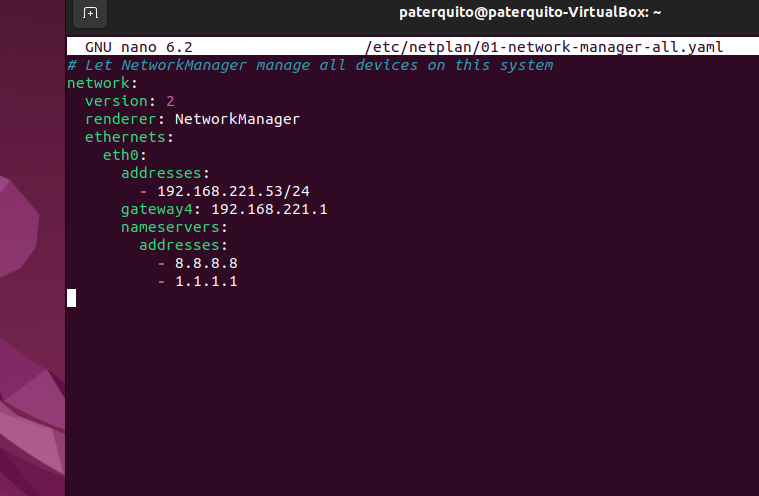 paterquito@paterquito-VirtualBox: ~
GNU nano 6.2 /etc/netplan/01-network-manager-all.yaml
# Let NetworkManager manage all devices on this system
network:
  version: 2
  renderer: NetworkManager
  ethernets:
    eth0:
      addresses:
        - 192.168.221.53/24
      gateway4: 192.168.221.1
      nameservers:
        addresses:
          - 8.8.8.8
          - 1.1.1.1